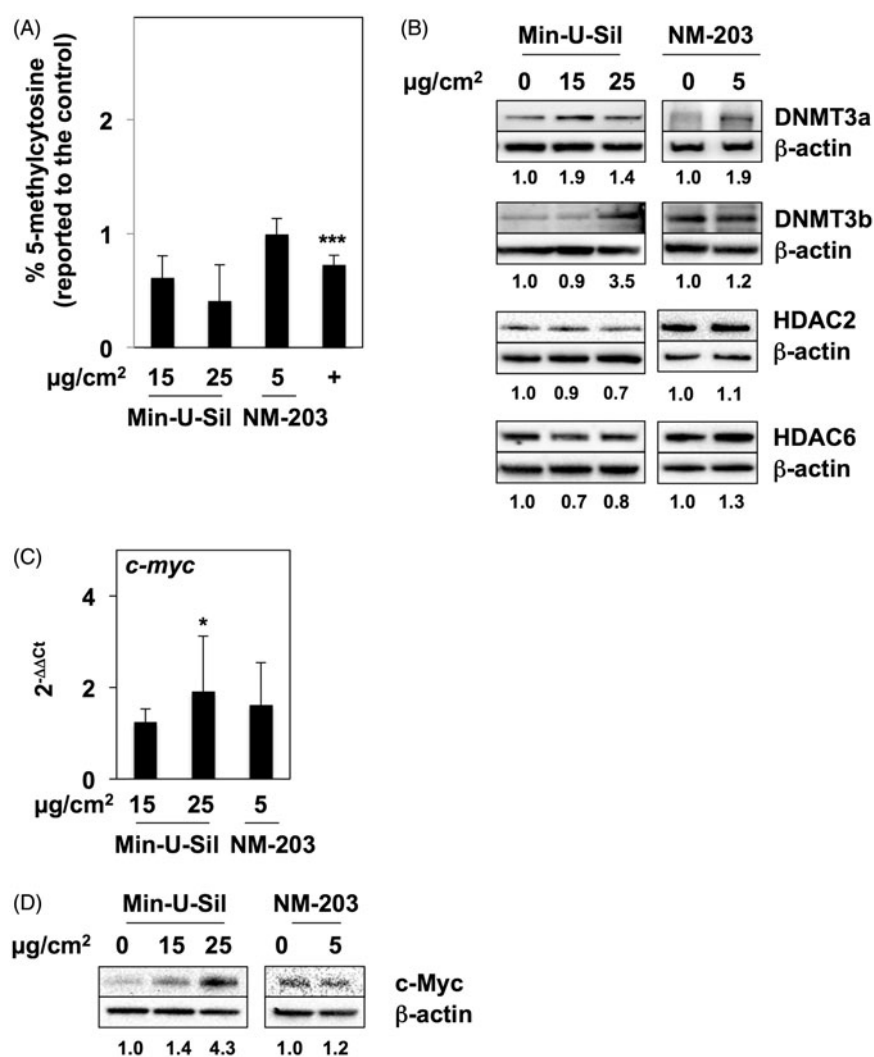 (A)
% 5-methylcytosine
(reported to the control)
2
1
0
***
µg/cm²
15 25 5 +
Min-U-Sil NM-203
(B)
Min-U-Sil NM-203
µg/cm²
0 15 25 0 5
DNMT3a
β-actin
1.0 1.9 1.4 1.0 1.9
DNMT3b
β-actin
1.0 0.9 3.5 1.0 1.2
HDAC2
β-actin
1.0 0.9 0.7 1.0 1.1
HDAC6
β-actin
1.0 0.7 0.8 1.0 1.3
(C)
c-myc
4
2
0
2-ΔΔCt
*
µg/cm²
15 25 5
Min-U-Sil NM-203
(D)
Min-U-Sil NM-203
µg/cm²
0 15 25 0 5
c-Myc
β-actin
1.0 1.4 4.3 1.0 1.2